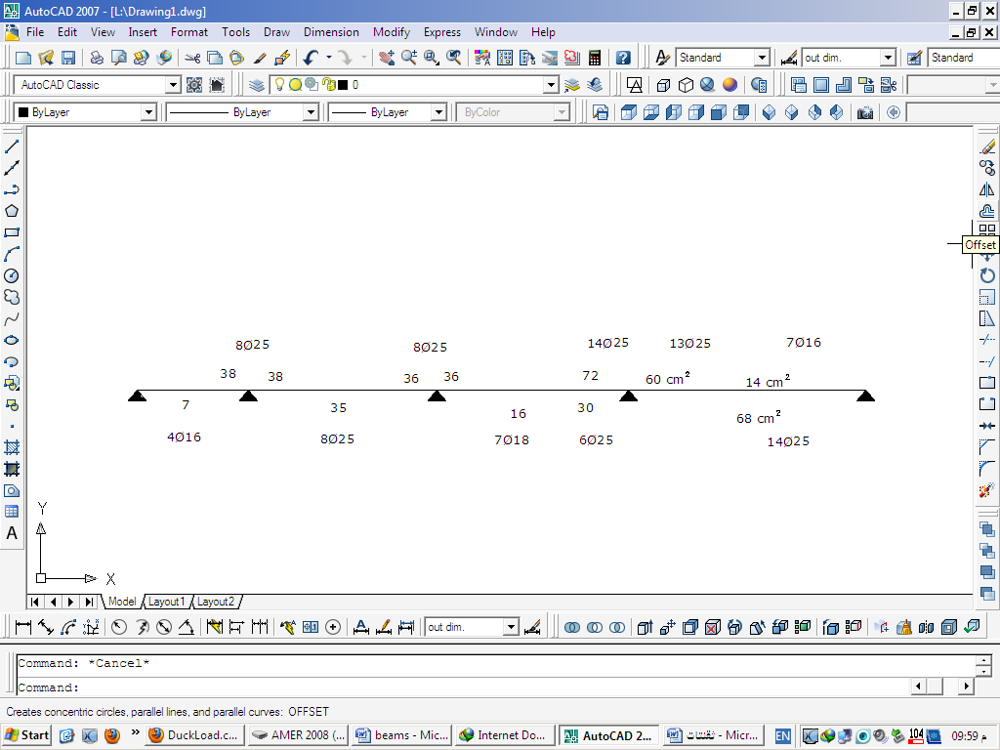 AutoCAD 2007 - [L:\Drawing1.dwg]
File Edit View Insert Format Tools Draw Dimension Modify Express Window Help
Standard out dim. Standard
AutoCAD Classic 0
ByLayer ByLayer ByLayer ByColor
Offset
8Ø25 8Ø25 14Ø25 13Ø25 7Ø16
38 38 36 36 72 60 cm² 14 cm²
7 35 16 30 68 cm²
4Ø16 8Ø25 7Ø18 6Ø25 14Ø25
Y
X
Model Layout1 Layout2
out dim.
Command: *Cancel*
Command:
Creates concentric circles, parallel lines, and parallel curves: OFFSET
Start » DuckLoad.c... AMER 2008 (... beams - Mic... Internet Do... AutoCAD 2... تفتنات - Micr... EN 104 09:59 م